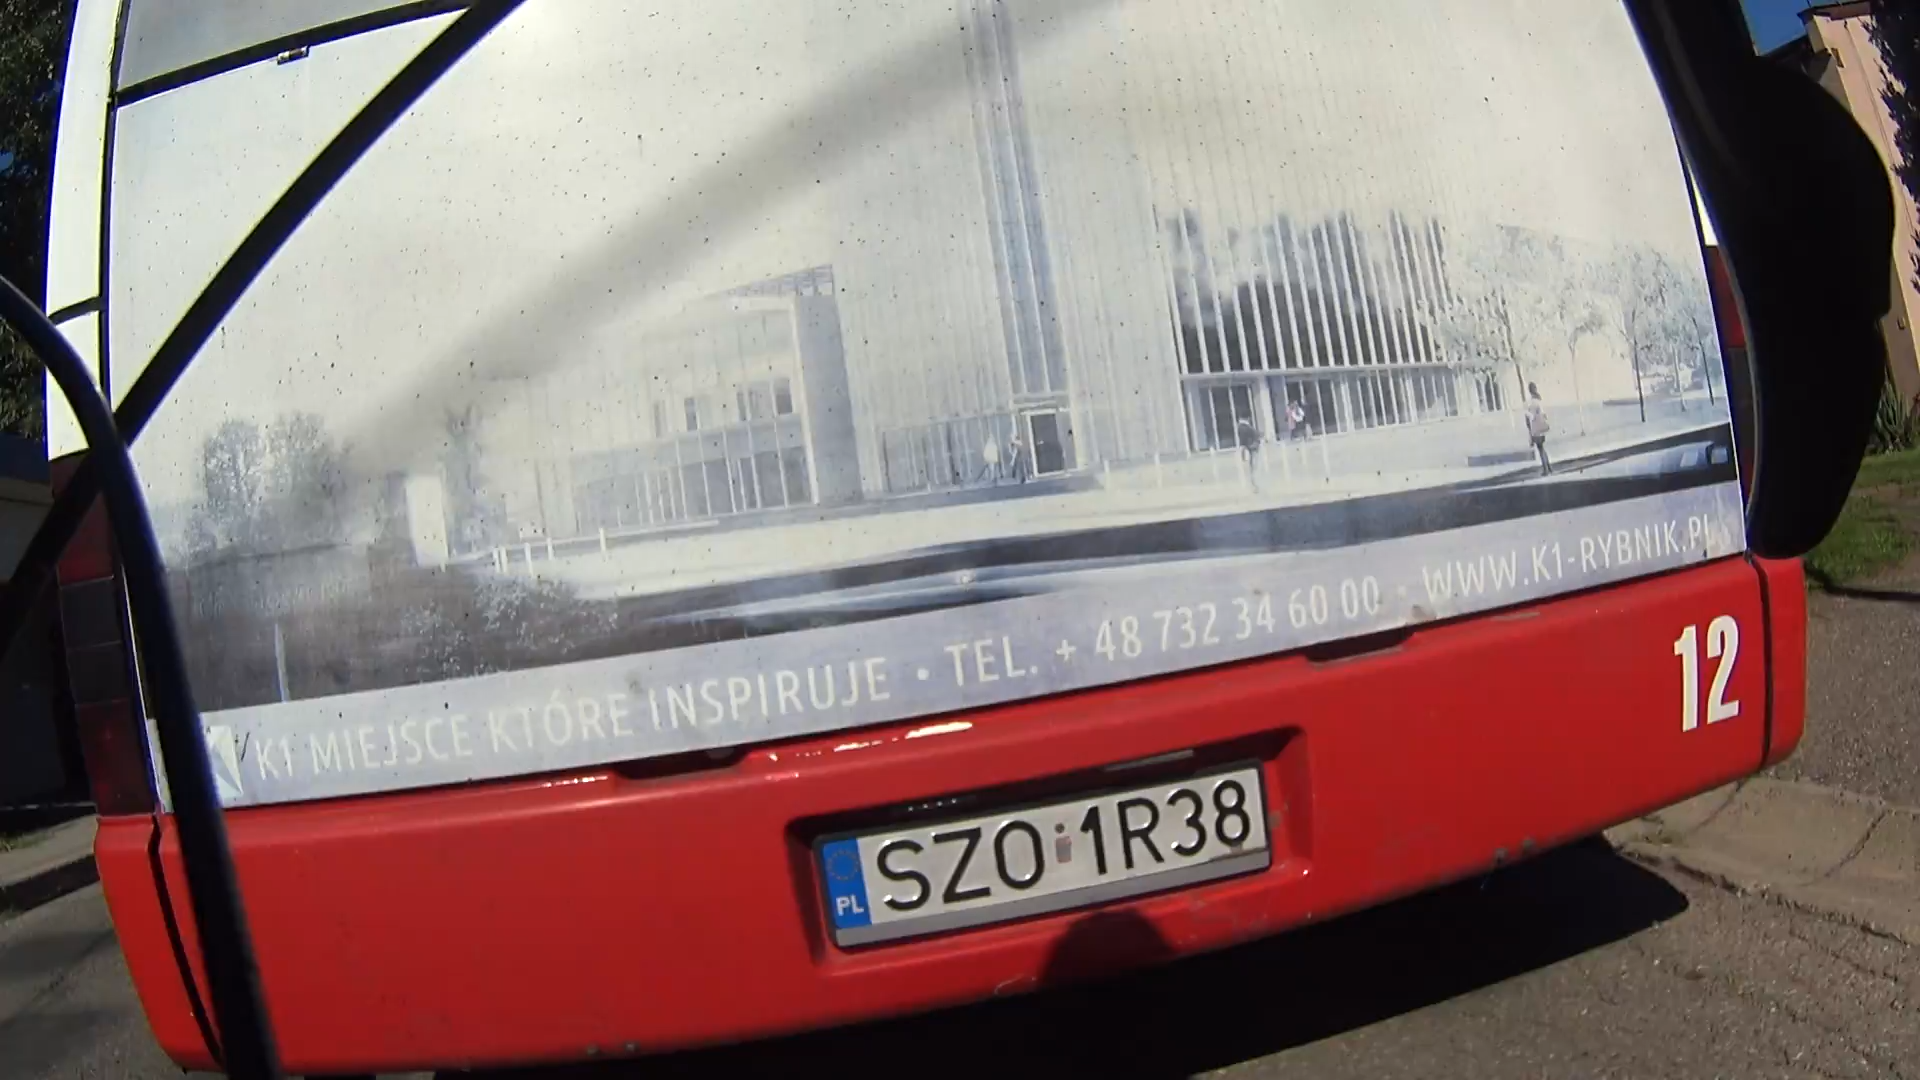 K1 MIEJSCE KTÓRE INSPIRUJE • TEL. + 48 732 34 60 00 • WWW.K1-RYBNIK.PL
12
SZO 1R38
PL